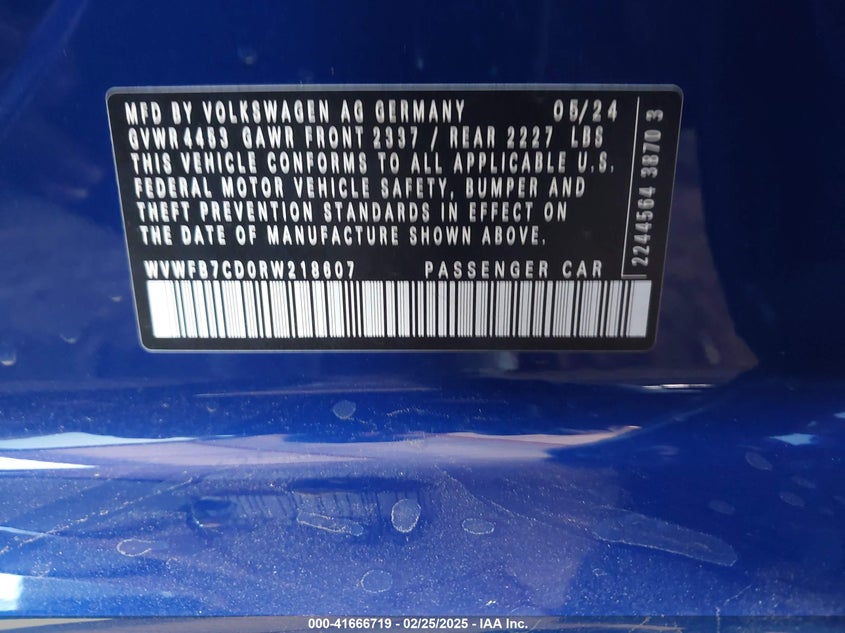 MFD BY VOLKSWAGEN AG GERMANY 05/24
GVWR 4453 GAWR FRONT 2337 / REAR 2227 LBS
THIS VEHICLE CONFORMS TO ALL APPLICABLE U.S.
FEDERAL MOTOR VEHICLE SAFETY, BUMPER AND
THEFT PREVENTION STANDARDS IN EFFECT ON
THE DATE OF MANUFACTURE SHOWN ABOVE.
WVWFB7CD0RW218607 PASSENGER CAR
2244564 3B70 3
000-41666719 - 02/25/2025 - IAA Inc.